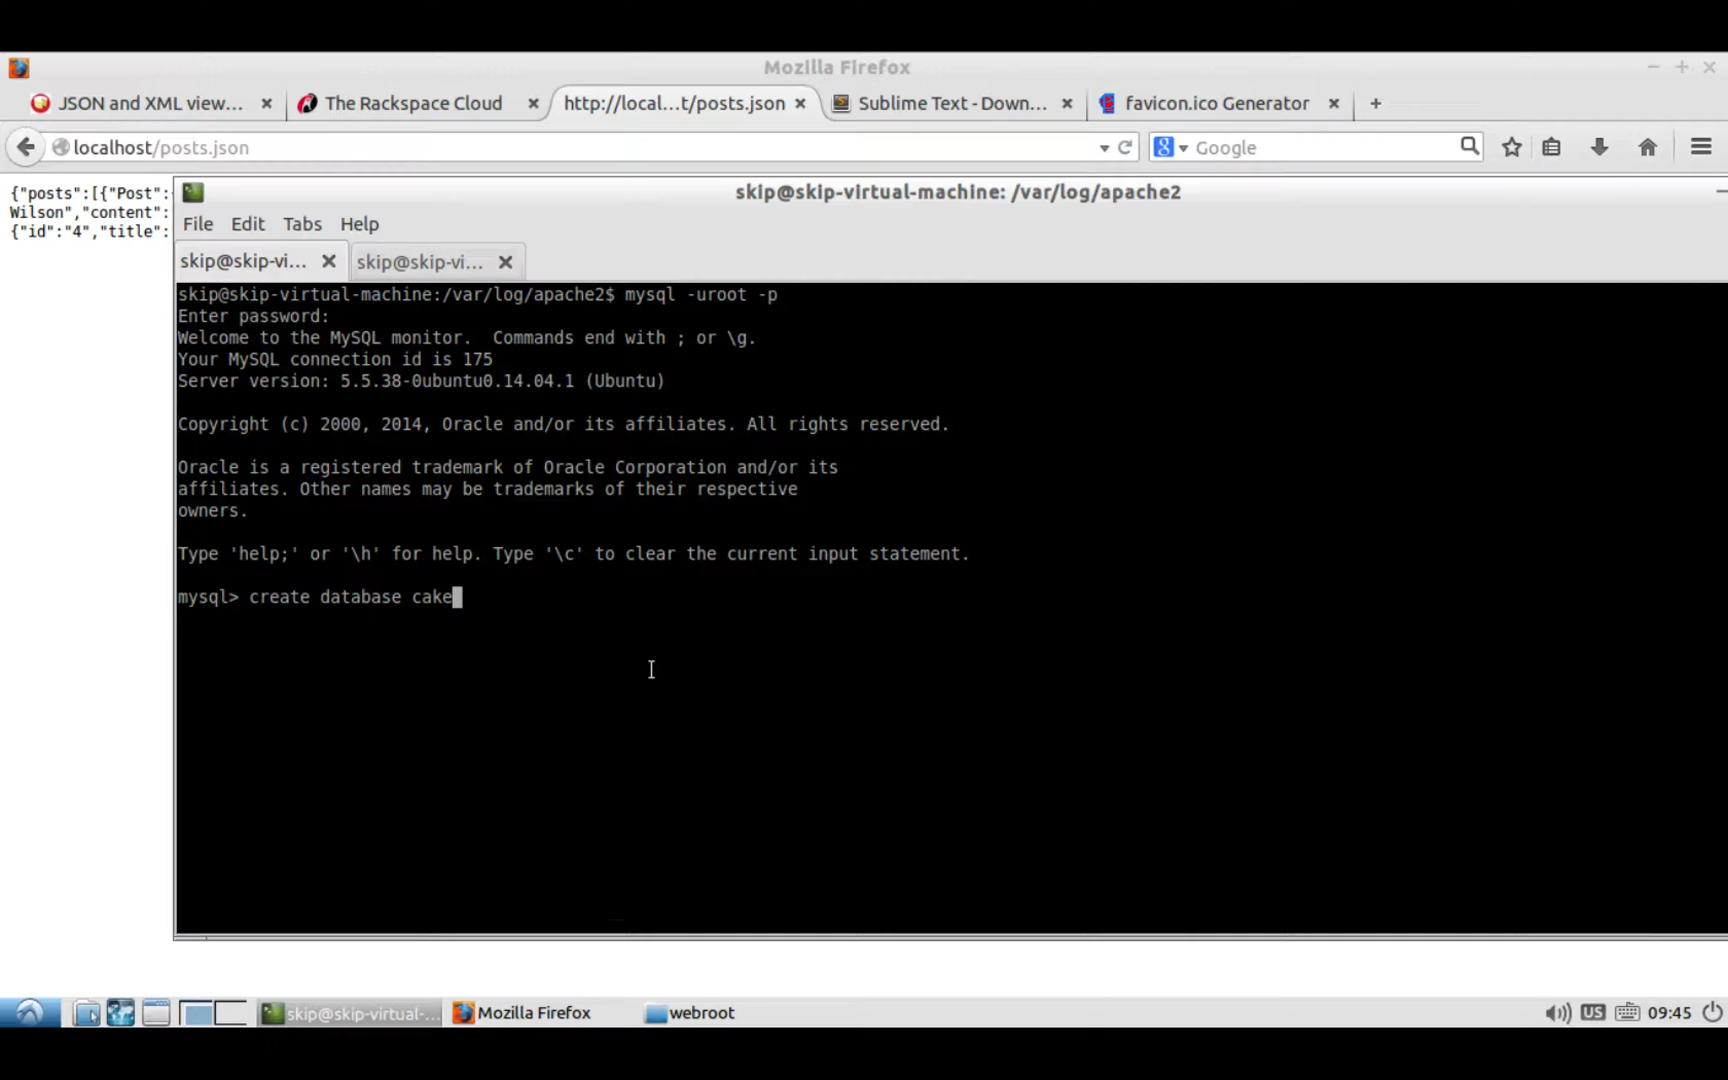 Mozilla Firefox
JSON and XML view...
The Rackspace Cloud
http://local...t/posts.json
Sublime Text - Down...
favicon.ico Generator
localhost/posts.json
Google
{"posts":[{"Post":
Wilson","content":
{"id":"4","title":
skip@skip-virtual-machine: /var/log/apache2
File Edit Tabs Help
skip@skip-vi...
skip@skip-vi...
skip@skip-virtual-machine:/var/log/apache2$ mysql -uroot -p
Enter password:
Welcome to the MySQL monitor.  Commands end with ; or \g.
Your MySQL connection id is 175
Server version: 5.5.38-0ubuntu0.14.04.1 (Ubuntu)
Copyright (c) 2000, 2014, Oracle and/or its affiliates. All rights reserved.
Oracle is a registered trademark of Oracle Corporation and/or its
affiliates. Other names may be trademarks of their respective
owners.
Type 'help;' or '\h' for help. Type '\c' to clear the current input statement.
mysql> create database cake
skip@skip-virtual-...
Mozilla Firefox
webroot
US
09:45